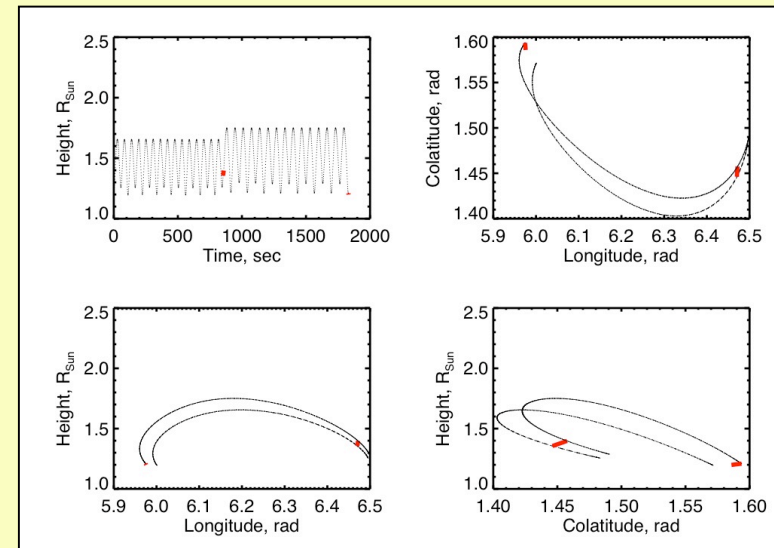 2.5
2.0
1.5
1.0
Height, R_Sun
0 500 1000 1500 2000
Time, sec
1.60
1.55
1.50
1.45
1.40
Colatitude, rad
5.9 6.0 6.1 6.2 6.3 6.4 6.5
Longitude, rad
2.5
2.0
1.5
1.0
Height, R_Sun
5.9 6.0 6.1 6.2 6.3 6.4 6.5
Longitude, rad
2.5
2.0
1.5
1.0
Height, R_Sun
1.40 1.45 1.50 1.55 1.60
Colatitude, rad